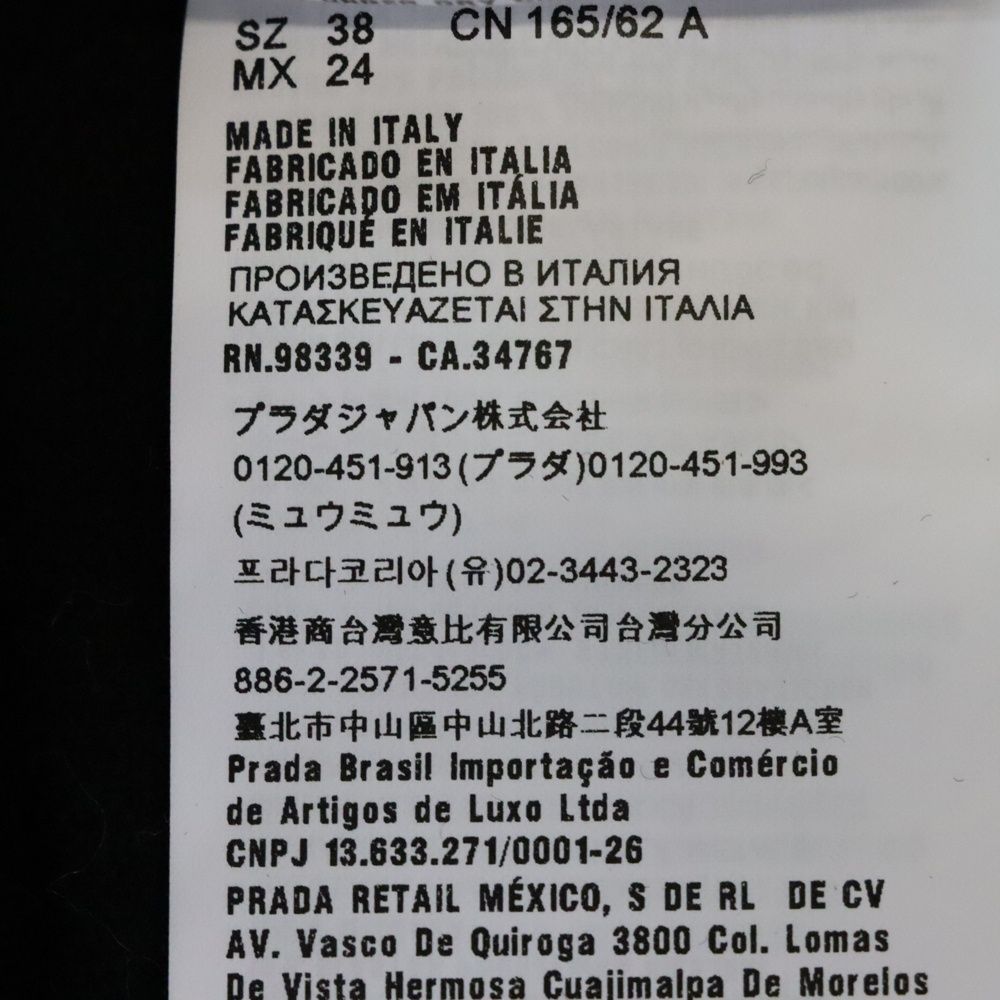 SZ 38 CN 165/62 A
MX 24
MADE IN ITALY
FABRICADO EN ITALIA
FABRICADO EM ITÁLIA
FABRIQUÉ EN ITALIE
ПРОИЗВЕДЕНО В ИТАЛИЯ
ΚΑΤΑΣΚΕΥΑΖΕΤΑΙ ΣΤΗΝ ΙΤΑΛΙΑ
RN.98339 - CA.34767
プラダジャパン株式会社
0120-451-913(プラダ)0120-451-993
(ミュウミュウ)
프라다코리아(유)02-3443-2323
香港商台灣意比有限公司台灣分公司
886-2-2571-5255
臺北市中山區中山北路二段44號12樓A室
Prada Brasil Importação e Comércio
de Artigos de Luxo Ltda
CNPJ 13.633.271/0001-26
PRADA RETAIL MÉXICO, S DE RL DE CV
AV. Vasco De Quiroga 3800 Col. Lomas
De Vista Hermosa Cuajimalpa De Morelos